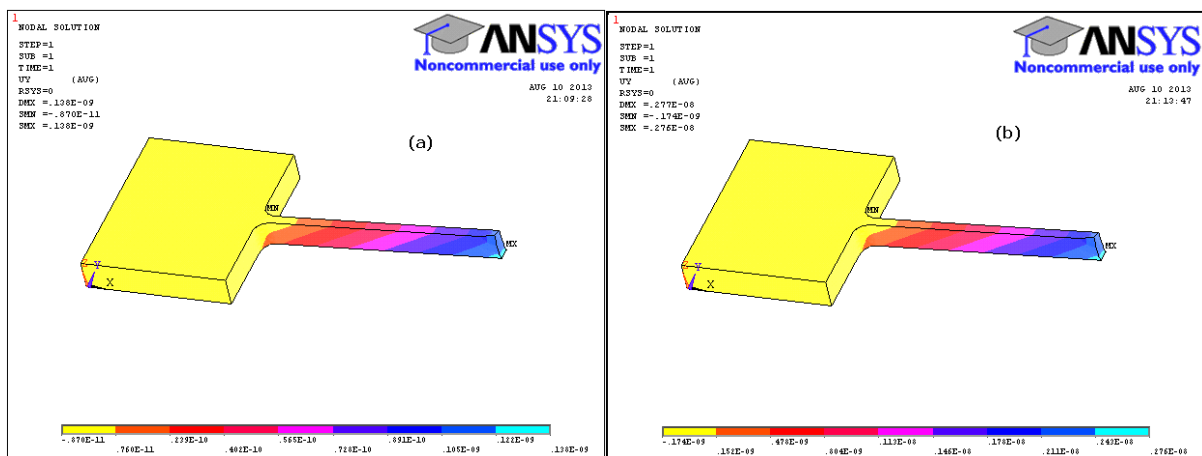 1
NODAL SOLUTION
STEP=1
SUB =1
TIME=1
UY (AVG)
RSYS=0
DMX =.138E-09
SMN =-.870E-11
SMX =.138E-09
ANSYS
Noncommercial use only
AUG 10 2013
21:09:28
(a)
MN
MX
Z
Y
X
-.870E-11 .239E-10 .565E-10 .891E-10 .122E-09
.760E-11 .402E-10 .728E-10 .105E-09 .138E-09
1
NODAL SOLUTION
STEP=1
SUB =1
TIME=1
UY (AVG)
RSYS=0
DMX =.277E-08
SMN =-.174E-09
SMX =.276E-08
ANSYS
Noncommercial use only
AUG 10 2013
21:13:47
(b)
MN
MX
Z
Y
X
-.174E-09 .478E-09 .113E-08 .178E-08 .243E-08
.152E-09 .804E-09 .146E-08 .211E-08 .276E-08